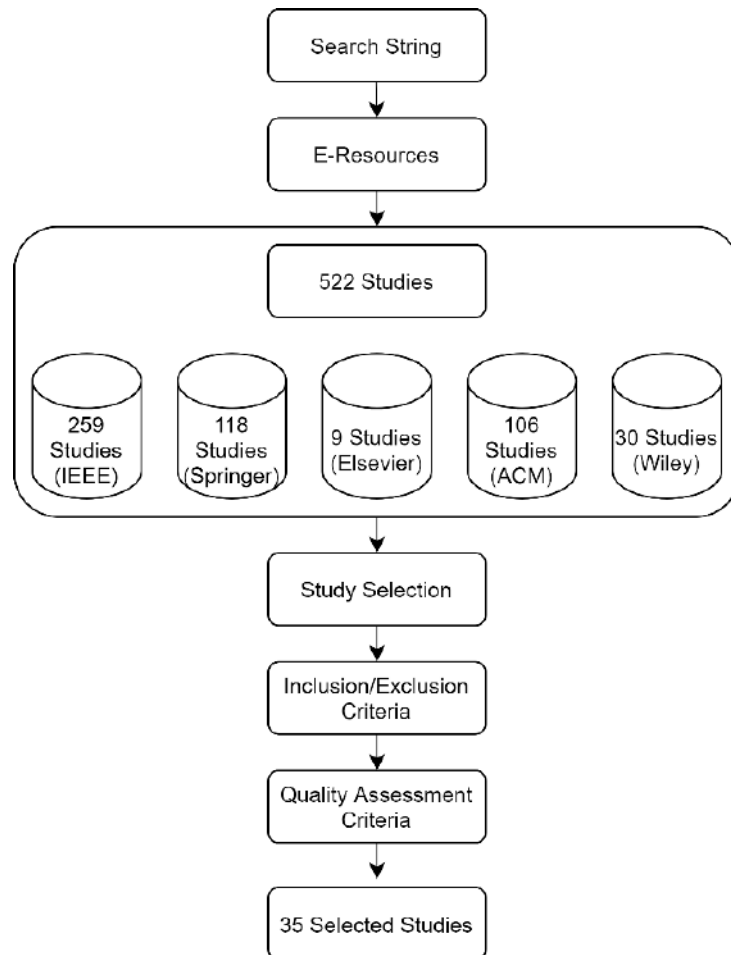 Search String
E-Resources
522 Studies
259
Studies
(IEEE)
118
Studies
(Springer)
9 Studies
(Elsevier)
106
Studies
(ACM)
30 Studies
(Wiley)
Study Selection
Inclusion/Exclusion
Criteria
Quality Assessment
Criteria
35 Selected Studies